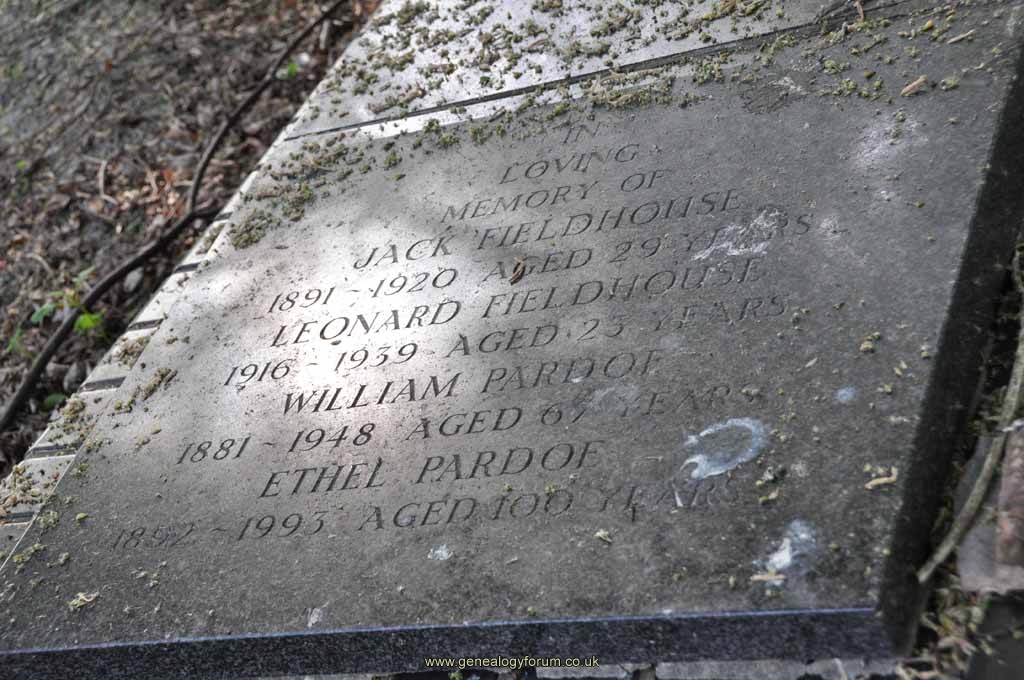 IN
LOVING
MEMORY OF
JACK FIELDHOUSE
1891 ~ 1920 AGED 29 YEARS
LEONARD FIELDHOUSE
1916 ~ 1939 AGED 23 YEARS
WILLIAM PARDOE
1881 ~ 1948 AGED 67 YEARS
ETHEL PARDOE
1892 ~ 1993 AGED 100 YEARS
www.genealogyforum.co.uk